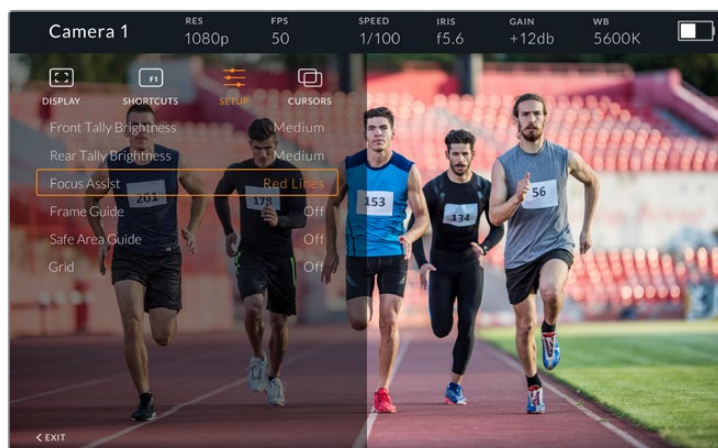 Camera 1
RES
1080p
FPS
50
SPEED
1/100
IRIS
f5.6
GAIN
+12db
WB
5600K
DISPLAY
F1
SHORTCUTS
SETUP
CURSORS
Front Tally Brightness Medium
Rear Tally Brightness Medium
Focus Assist Red Lines
Frame Guide Off
Safe Area Guide Off
Grid Off
201
178
153
134
56
< EXIT